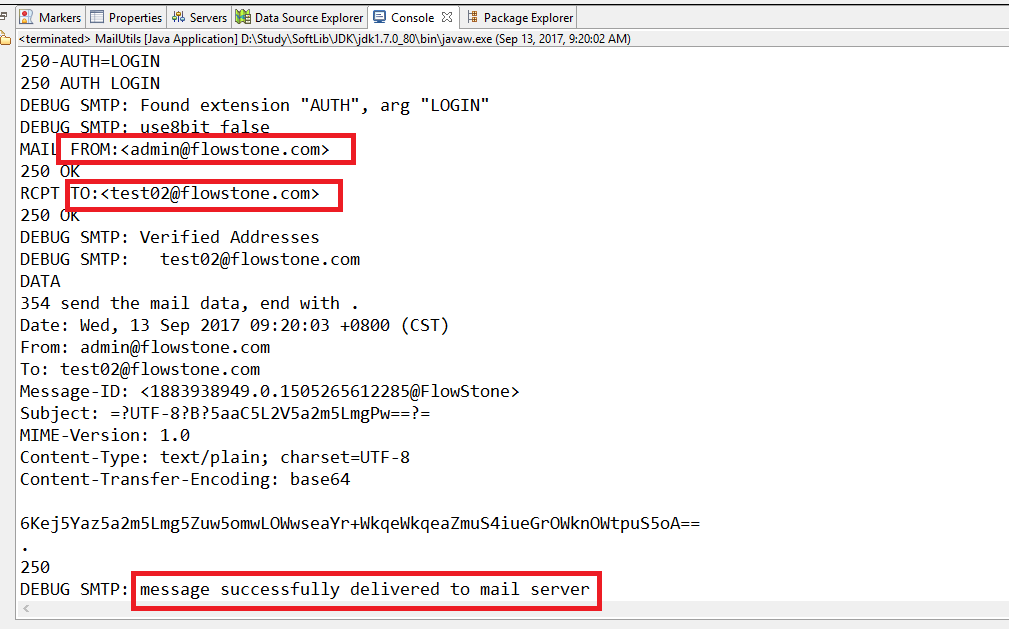 Markers Properties Servers Data Source Explorer Console Package Explorer
<terminated> MailUtils [Java Application] D:\Study\SoftLib\JDK\jdk1.7.0_80\bin\javaw.exe (Sep 13, 2017, 9:20:02 AM)
250-AUTH=LOGIN
250 AUTH LOGIN
DEBUG SMTP: Found extension "AUTH", arg "LOGIN"
DEBUG SMTP: use8bit false
MAIL FROM:<admin@flowstone.com>
250 OK
RCPT TO:<test02@flowstone.com>
250 OK
DEBUG SMTP: Verified Addresses
DEBUG SMTP:   test02@flowstone.com
DATA
354 send the mail data, end with .
Date: Wed, 13 Sep 2017 09:20:03 +0800 (CST)
From: admin@flowstone.com
To: test02@flowstone.com
Message-ID: <1883938949.0.1505265612285@FlowStone>
Subject: =?UTF-8?B?5aaC5L2V5a2m5LmgPw==?=
MIME-Version: 1.0
Content-Type: text/plain; charset=UTF-8
Content-Transfer-Encoding: base64
6Kej5Yaz5a2m5Lmg5Zuw5omwLOWwseaYr+WkqeWkqeaZmuS4iueGrOWknOWtpuS5oA==
.
250
DEBUG SMTP: message successfully delivered to mail server